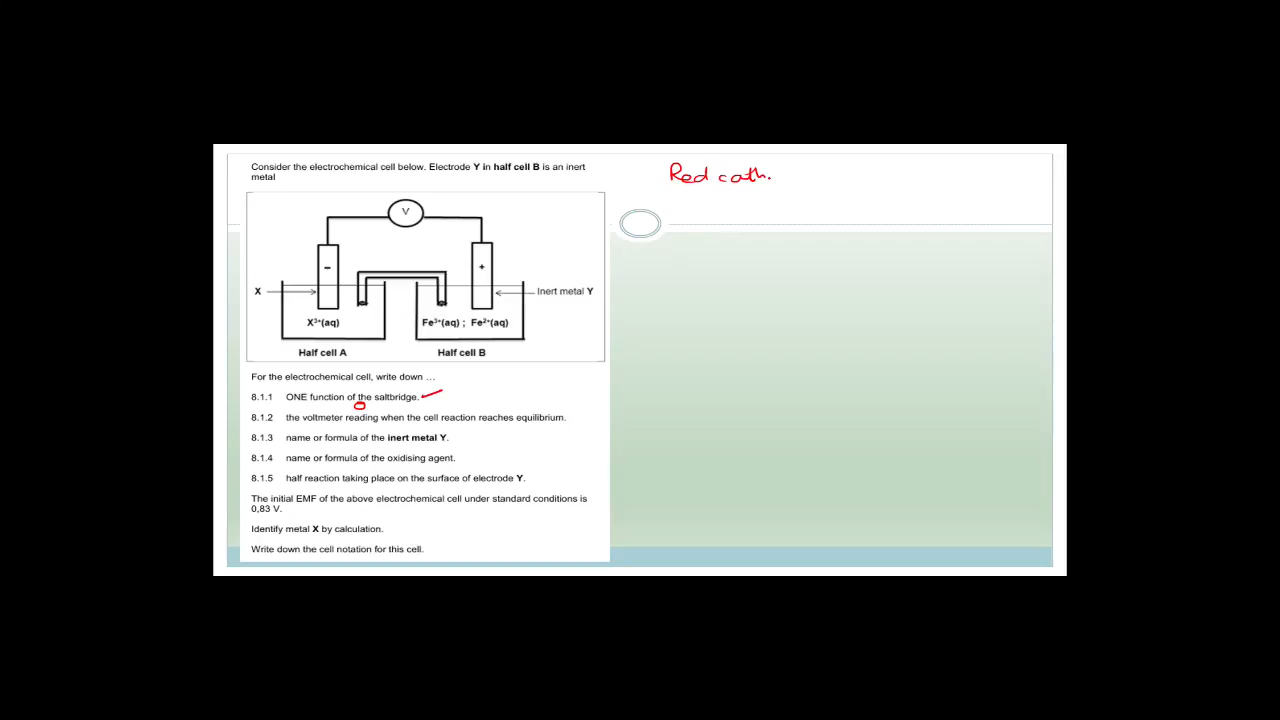 Consider the electrochemical cell below. Electrode Y in half cell B is an inert
metal
Red cath.
V
–
+
X
Inert metal Y
X³⁺(aq)
Fe³⁺(aq) ; Fe²⁺(aq)
Half cell A
Half cell B
For the electrochemical cell, write down …
8.1.1 ONE function of the saltbridge.
8.1.2 the voltmeter reading when the cell reaction reaches equilibrium.
8.1.3 name or formula of the inert metal Y.
8.1.4 name or formula of the oxidising agent.
8.1.5 half reaction taking place on the surface of electrode Y.
The initial EMF of the above electrochemical cell under standard conditions is
0,83 V.
Identify metal X by calculation.
Write down the cell notation for this cell.